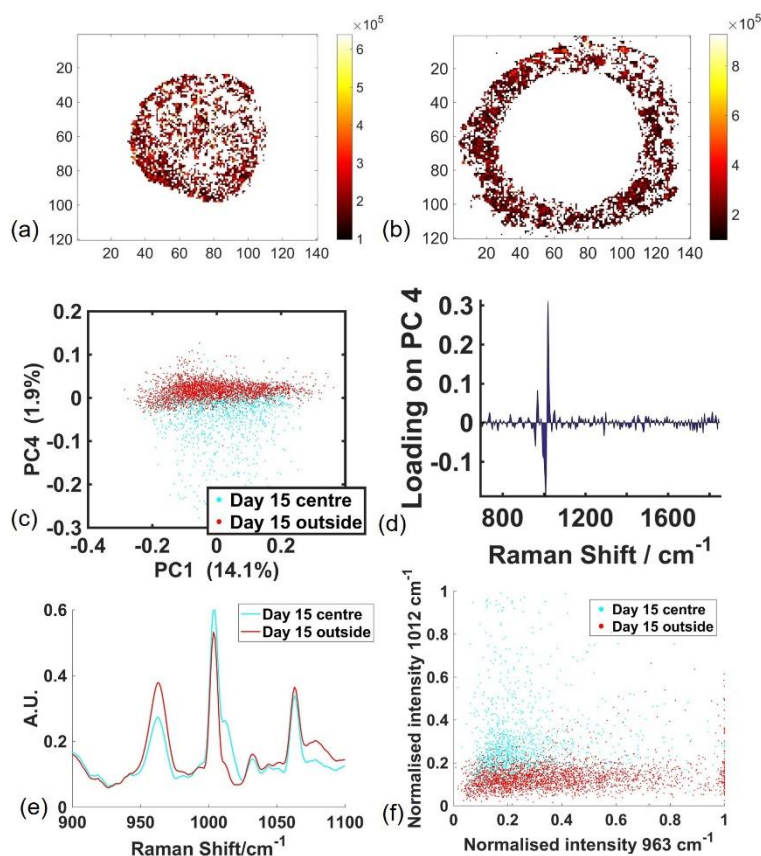 ×10⁵
6
5
4
3
2
1
20
40
60
80
100
120
20 40 60 80 100 120 140
(a)
×10⁵
8
6
4
2
20
40
60
80
100
120
20 40 60 80 100 120 140
(b)
0.2
0.1
0
-0.1
-0.2
-0.3
-0.4 -0.2 0 0.2 0.4
PC4 (1.9%)
PC1 (14.1%)
Day 15 centre
Day 15 outside
(c)
0.3
0.2
0.1
0
-0.1
Loading on PC 4
800 1200 1600
Raman Shift / cm⁻¹
(d)
0.6
0.4
0.2
0
A.U.
Day 15 centre
Day 15 outside
900 950 1000 1050 1100
Raman Shift/cm⁻¹
(e)
1
0.8
0.6
0.4
0.2
0
Normalised intensity 1012 cm⁻¹
Day 15 centre
Day 15 outside
0 0.2 0.4 0.6 0.8 1
Normalised intensity 963 cm⁻¹
(f)